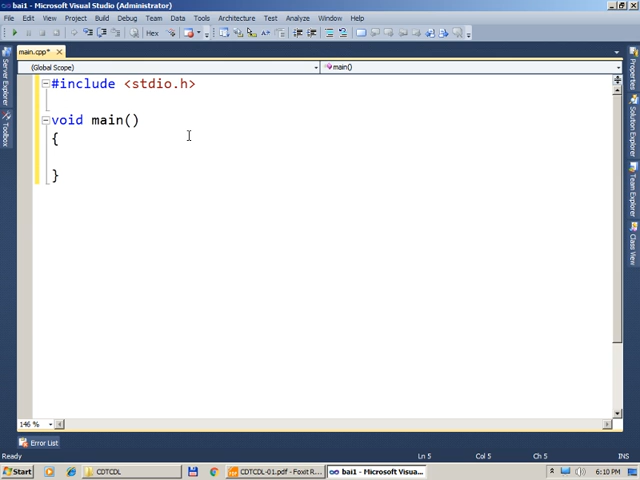 bai1 - Microsoft Visual Studio (Administrator)
File Edit View Project Build Debug Team Data Tools Architecture Test Analyze Window Help
Hex
main.cpp*
(Global Scope) main()
#include <stdio.h>
void main()
{
}
Server Explorer
Toolbox
Properties
Solution Explorer
Team Explorer
Class View
146 %
Error List
Ready Ln 5 Col 5 Ch 5 INS
Start CDTCDL CDTCDL-01.pdf - Foxit R... bai1 - Microsoft Visua... 6:10 PM